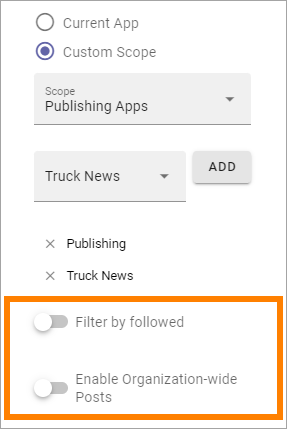 Current App
Custom Scope
Scope
Publishing Apps
Truck News
ADD
Publishing
Truck News
Filter by followed
Enable Organization-wide
Posts